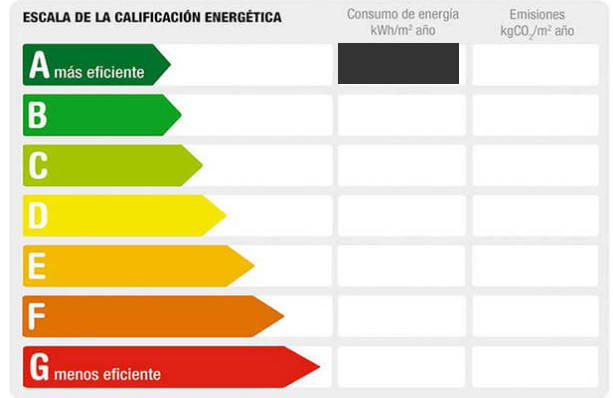 ESCALA DE LA CALIFICACIÓN ENERGÉTICA
Consumo de energía
kWh/m² año
Emisiones
kgCO₂/m² año
A más eficiente
B
C
D
E
F
G menos eficiente